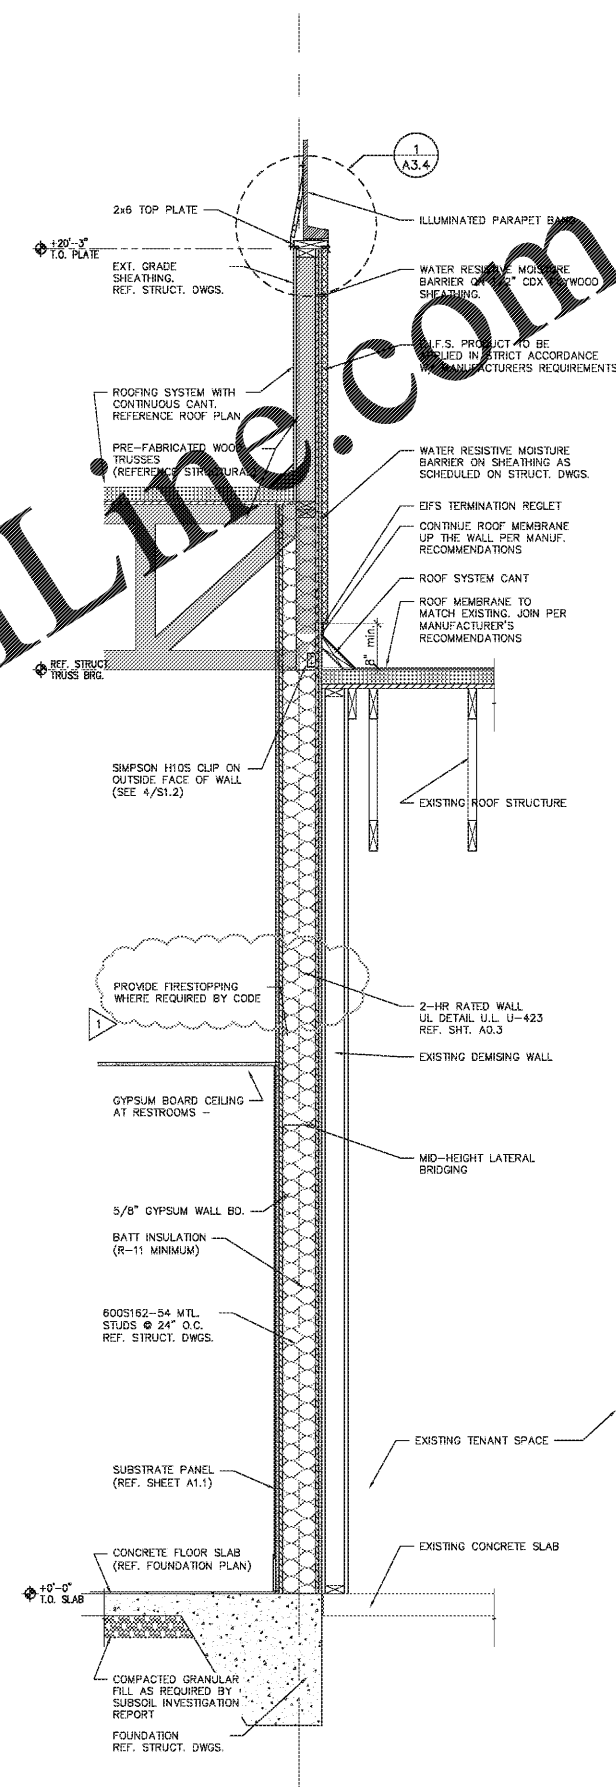 1
A3.4
2x6 TOP PLATE
ILLUMINATED PARAPET BAND
+20'-3"
T.O. PLATE
EXT. GRADE
SHEATHING.
REF. STRUCT. DWGS.
WATER RESISTIVE MOISTURE
BARRIER ON 1/2" CDX PLYWOOD
SHEATHING.
E.I.F.S. PRODUCT TO BE
APPLIED IN STRICT ACCORDANCE
W/ MANUFACTURERS REQUIREMENTS
ROOFING SYSTEM WITH
CONTINUOUS CANT.
REFERENCE ROOF PLAN
PRE-FABRICATED WOOD
TRUSSES
(REFERENCE STRUCTURAL)
WATER RESISTIVE MOISTURE
BARRIER ON SHEATHING AS
SCHEDULED ON STRUCT. DWGS.
EIFS TERMINATION REGLET
CONTINUE ROOF MEMBRANE
UP THE WALL PER MANUF.
RECOMMENDATIONS
ROOF SYSTEM CANT
ROOF MEMBRANE TO
MATCH EXISTING. JOIN PER
MANUFACTURER'S
RECOMMENDATIONS
8" min.
REF. STRUCT.
TRUSS BRG.
SIMPSON H10S CLIP ON
OUTSIDE FACE OF WALL
(SEE 4/S1.2)
EXISTING ROOF STRUCTURE
PROVIDE FIRESTOPPING
WHERE REQUIRED BY CODE
1
2-HR RATED WALL
UL DETAIL U.L. U-423
REF. SHT. A0.3
EXISTING DEMISING WALL
GYPSUM BOARD CEILING
AT RESTROOMS -
MID-HEIGHT LATERAL
BRIDGING
5/8" GYPSUM WALL BD.
BATT INSULATION
(R-11 MINIMUM)
600S162-54 MTL.
STUDS @ 24" O.C.
REF. STRUCT. DWGS.
EXISTING TENANT SPACE
SUBSTRATE PANEL
(REF. SHEET A1.1)
CONCRETE FLOOR SLAB
(REF. FOUNDATION PLAN)
EXISTING CONCRETE SLAB
+0'-0"
T.O. SLAB
COMPACTED GRANULAR
FILL AS REQUIRED BY
SUBSOIL INVESTIGATION
REPORT
FOUNDATION
REF. STRUCT. DWGS.
Line.com